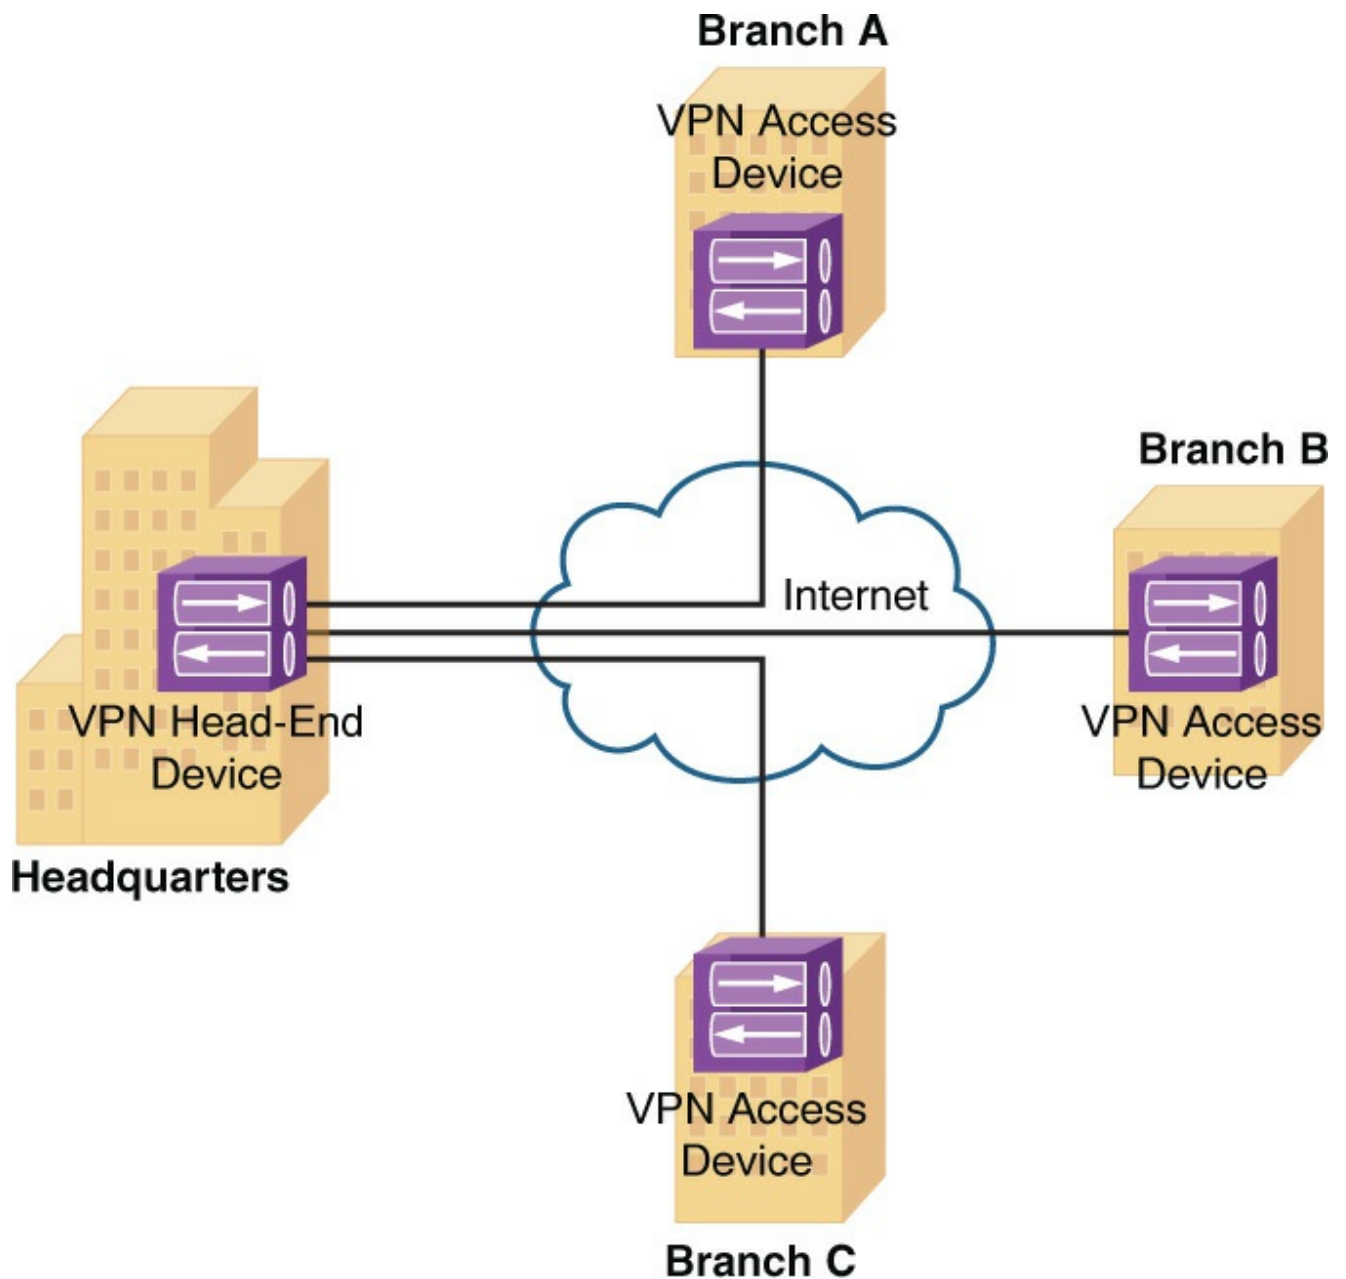 Branch A
VPN Access
Device
Branch B
Internet
VPN Head-End
Device
VPN Access
Device
Headquarters
VPN Access
Device
Branch C